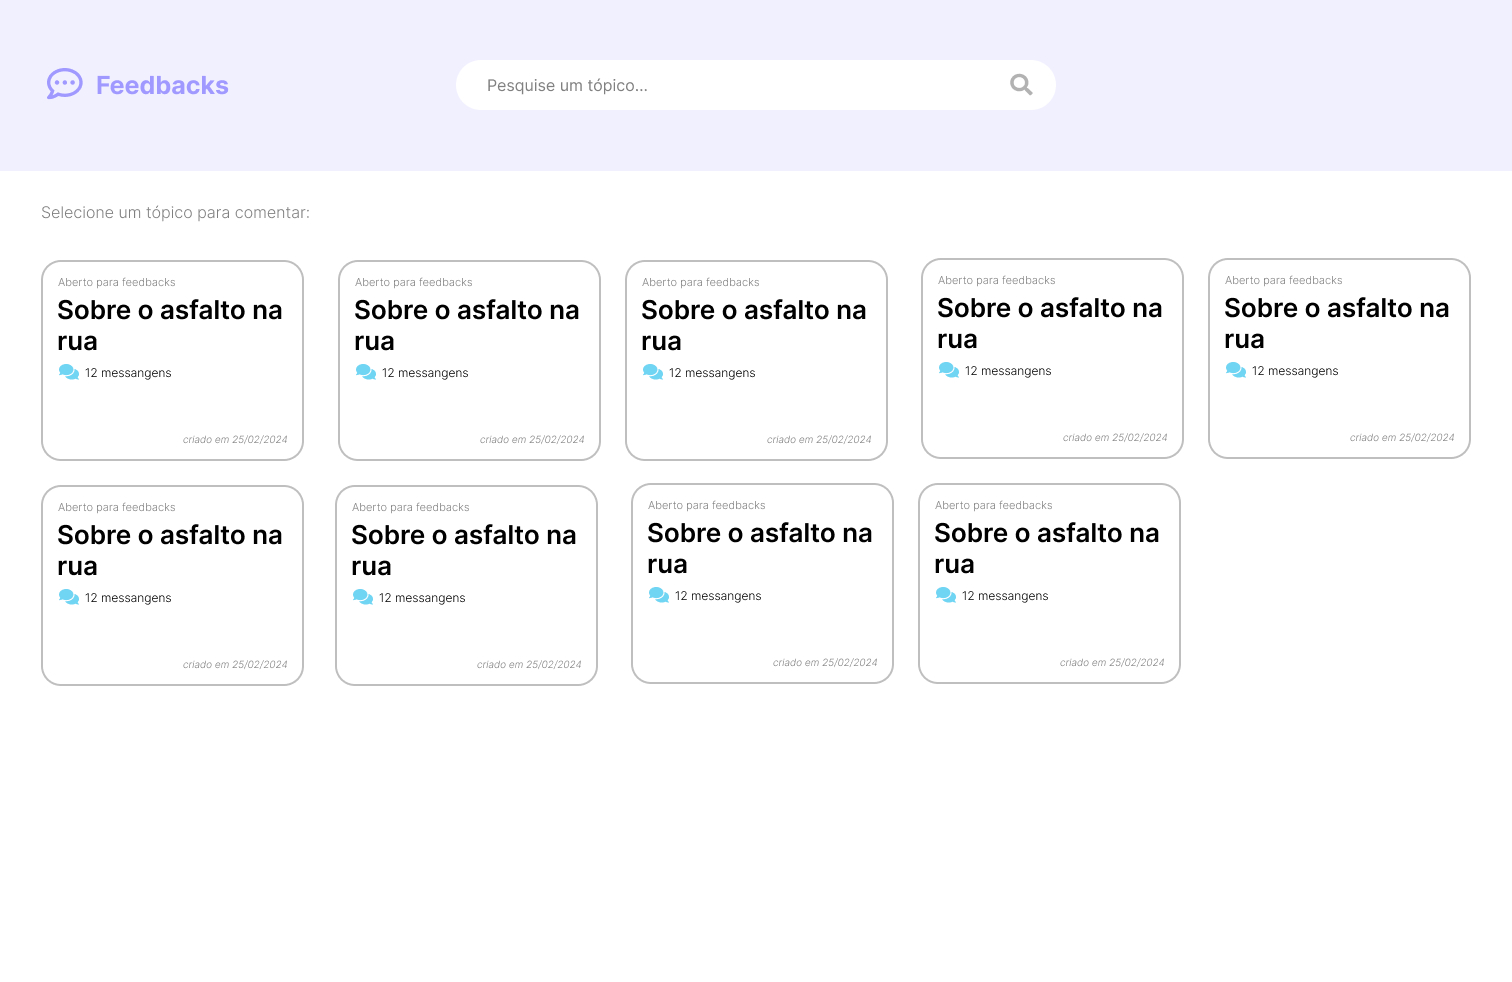 Feedbacks
Pesquise um tópico...
Selecione um tópico para comentar:
Aberto para feedbacks
Sobre o asfalto na
rua
12 messangens
criado em 25/02/2024
Aberto para feedbacks
Sobre o asfalto na
rua
12 messangens
criado em 25/02/2024
Aberto para feedbacks
Sobre o asfalto na
rua
12 messangens
criado em 25/02/2024
Aberto para feedbacks
Sobre o asfalto na
rua
12 messangens
criado em 25/02/2024
Aberto para feedbacks
Sobre o asfalto na
rua
12 messangens
criado em 25/02/2024
Aberto para feedbacks
Sobre o asfalto na
rua
12 messangens
criado em 25/02/2024
Aberto para feedbacks
Sobre o asfalto na
rua
12 messangens
criado em 25/02/2024
Aberto para feedbacks
Sobre o asfalto na
rua
12 messangens
criado em 25/02/2024
Aberto para feedbacks
Sobre o asfalto na
rua
12 messangens
criado em 25/02/2024